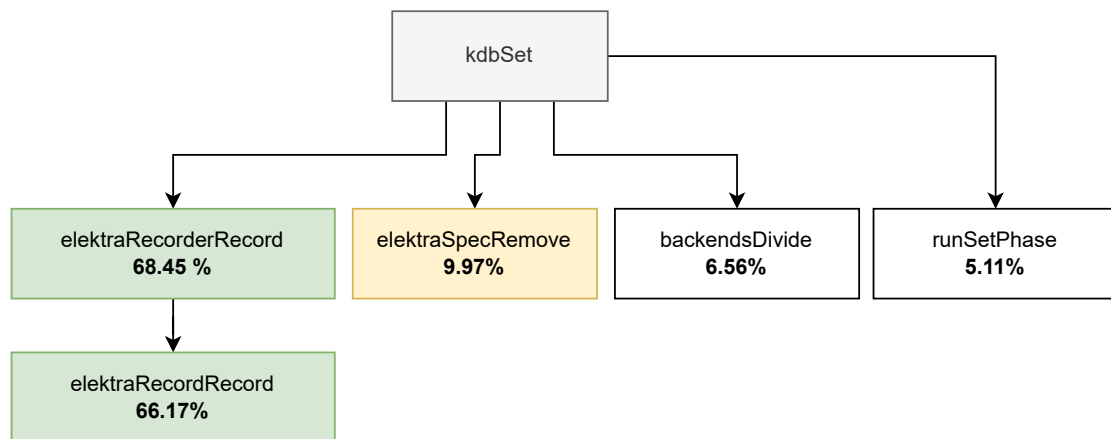 kdbSet
elektraRecorderRecord
68.45 %
elektraSpecRemove
9.97%
backendsDivide
6.56%
runSetPhase
5.11%
elektraRecordRecord
66.17%